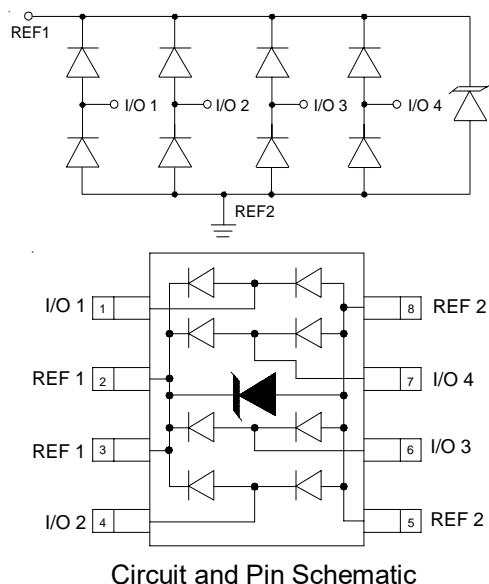 REF1
I/O 1 I/O 2 I/O 3 I/O 4
REF2
I/O 1 1 8 REF 2
REF 1 2 7 I/O 4
REF 1 3 6 I/O 3
I/O 2 4 5 REF 2
Circuit and Pin Schematic